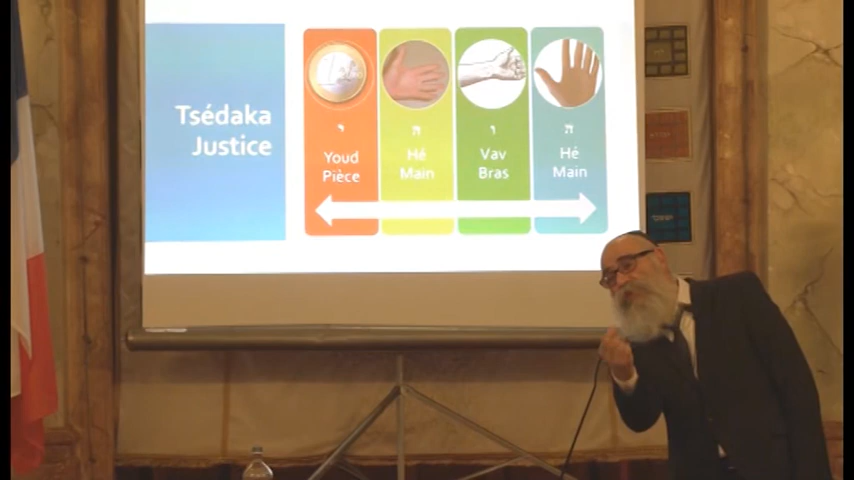 Tsédaka
Justice
י
Youd
Pièce
ה
Hé
Main
ו
Vav
Bras
ה
Hé
Main